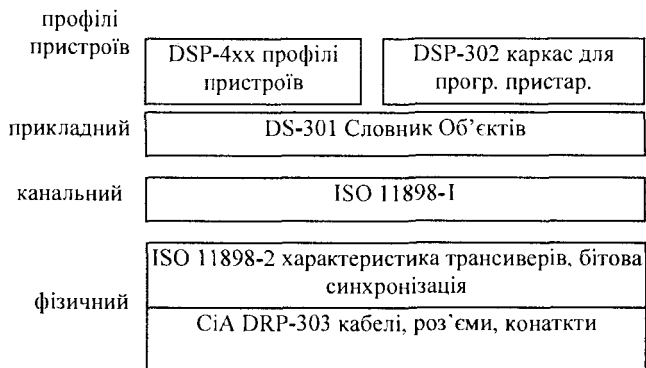 профілі
пристроїв
DSP-4xx профілі
пристроїв
DSP-302 каркас для
прогр. пристар.
прикладний
DS-301 Словник Об’єктів
канальний
ISO 11898-I
фізичний
ISO 11898-2 характеристика трансиверів, бітова
синхронізація
CiA DRP-303 кабелі, роз`єми, конаткти